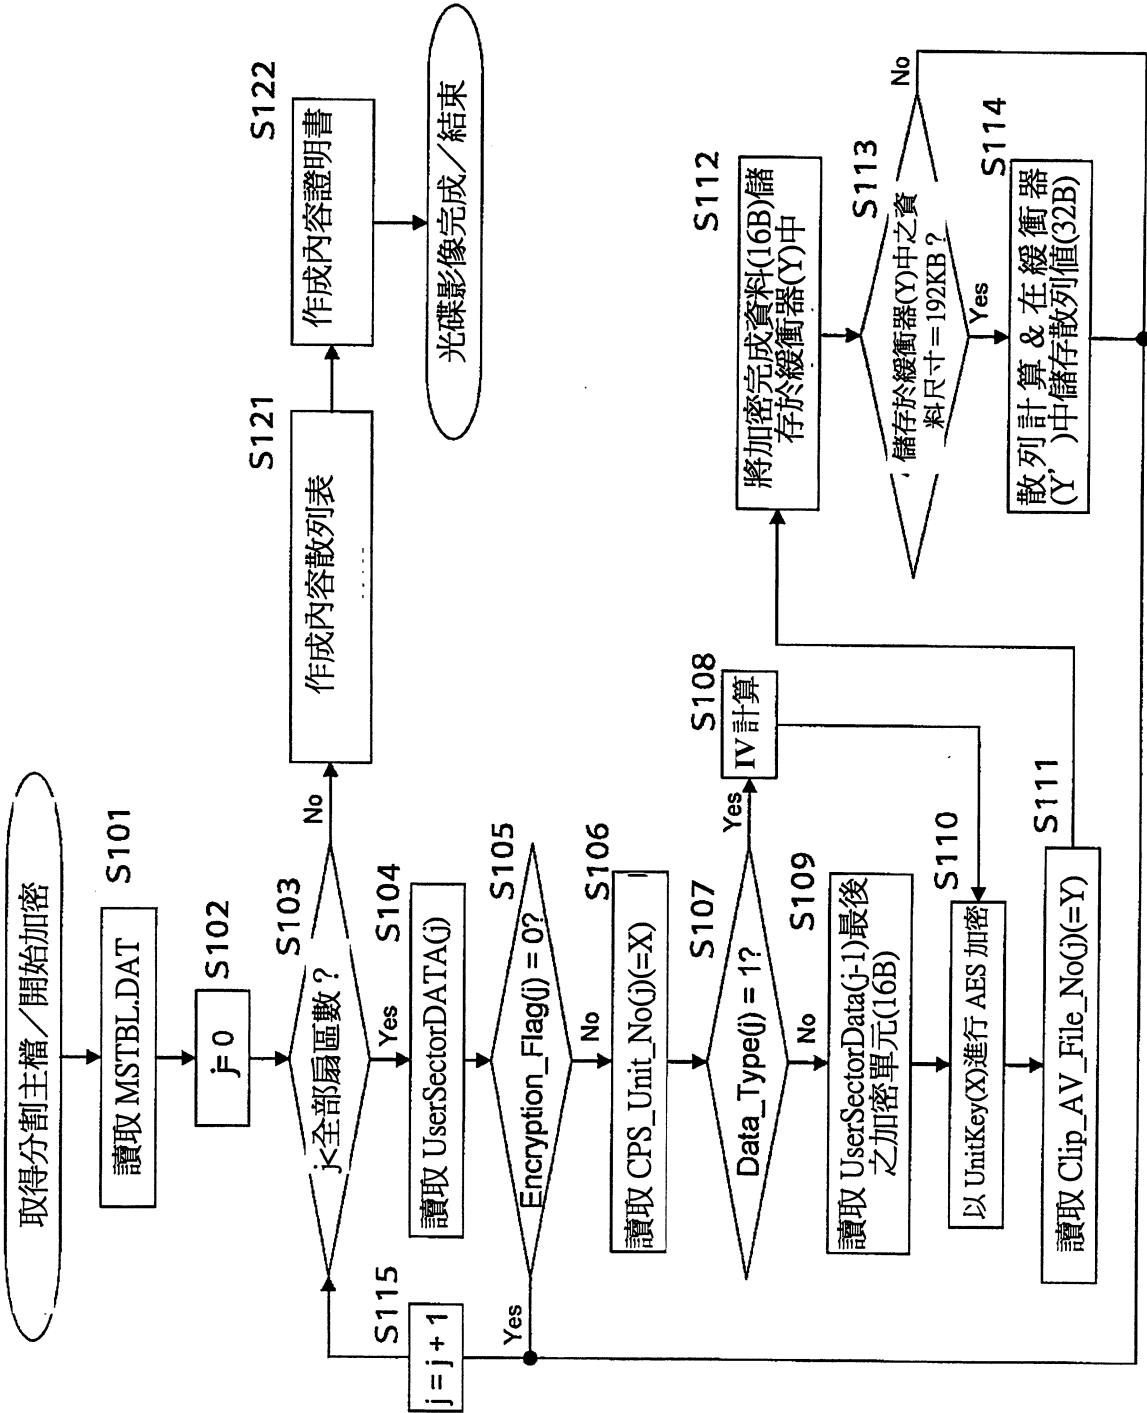 取得分割主檔／開始加密
S101
讀取 MSTBL.DAT
S102
j= 0
S103
j<全部扇區數？
No
Yes
S104
讀取 UserSectorDATA(j)
S105
Encryption_Flag(j) = 0?
Yes
No
S106
讀取 CPS_Unit_No(j)(=X)
S107
Data_Type(j) = 1?
Yes
No
S108
IV 計算
S109
讀取 UserSectorData(j-1)最後
之加密單元(16B)
S110
以 UnitKey(X)進行 AES 加密
S111
讀取 Clip_AV_File_No(j)(=Y)
S112
將加密完成資料(16B)儲
存於緩衝器(Y)中
S113
儲存於緩衝器(Y)中之資
料尺寸＝192KB？
No
Yes
S114
散列計算 & 在緩衝器
(Y’)中儲存散列值(32B)
S115
j = j + 1
S121
作成內容散列表
S122
作成內容證明書
光碟影像完成／結束